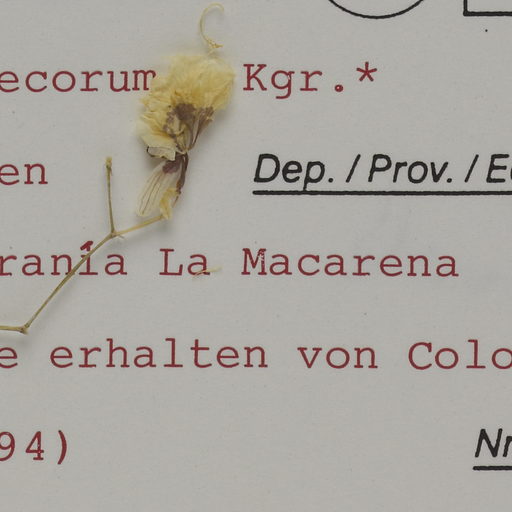 ecorum Kgr.*
en Dep. / Prov. / E
ranía La Macarena
e erhalten von Colo
94) Nr